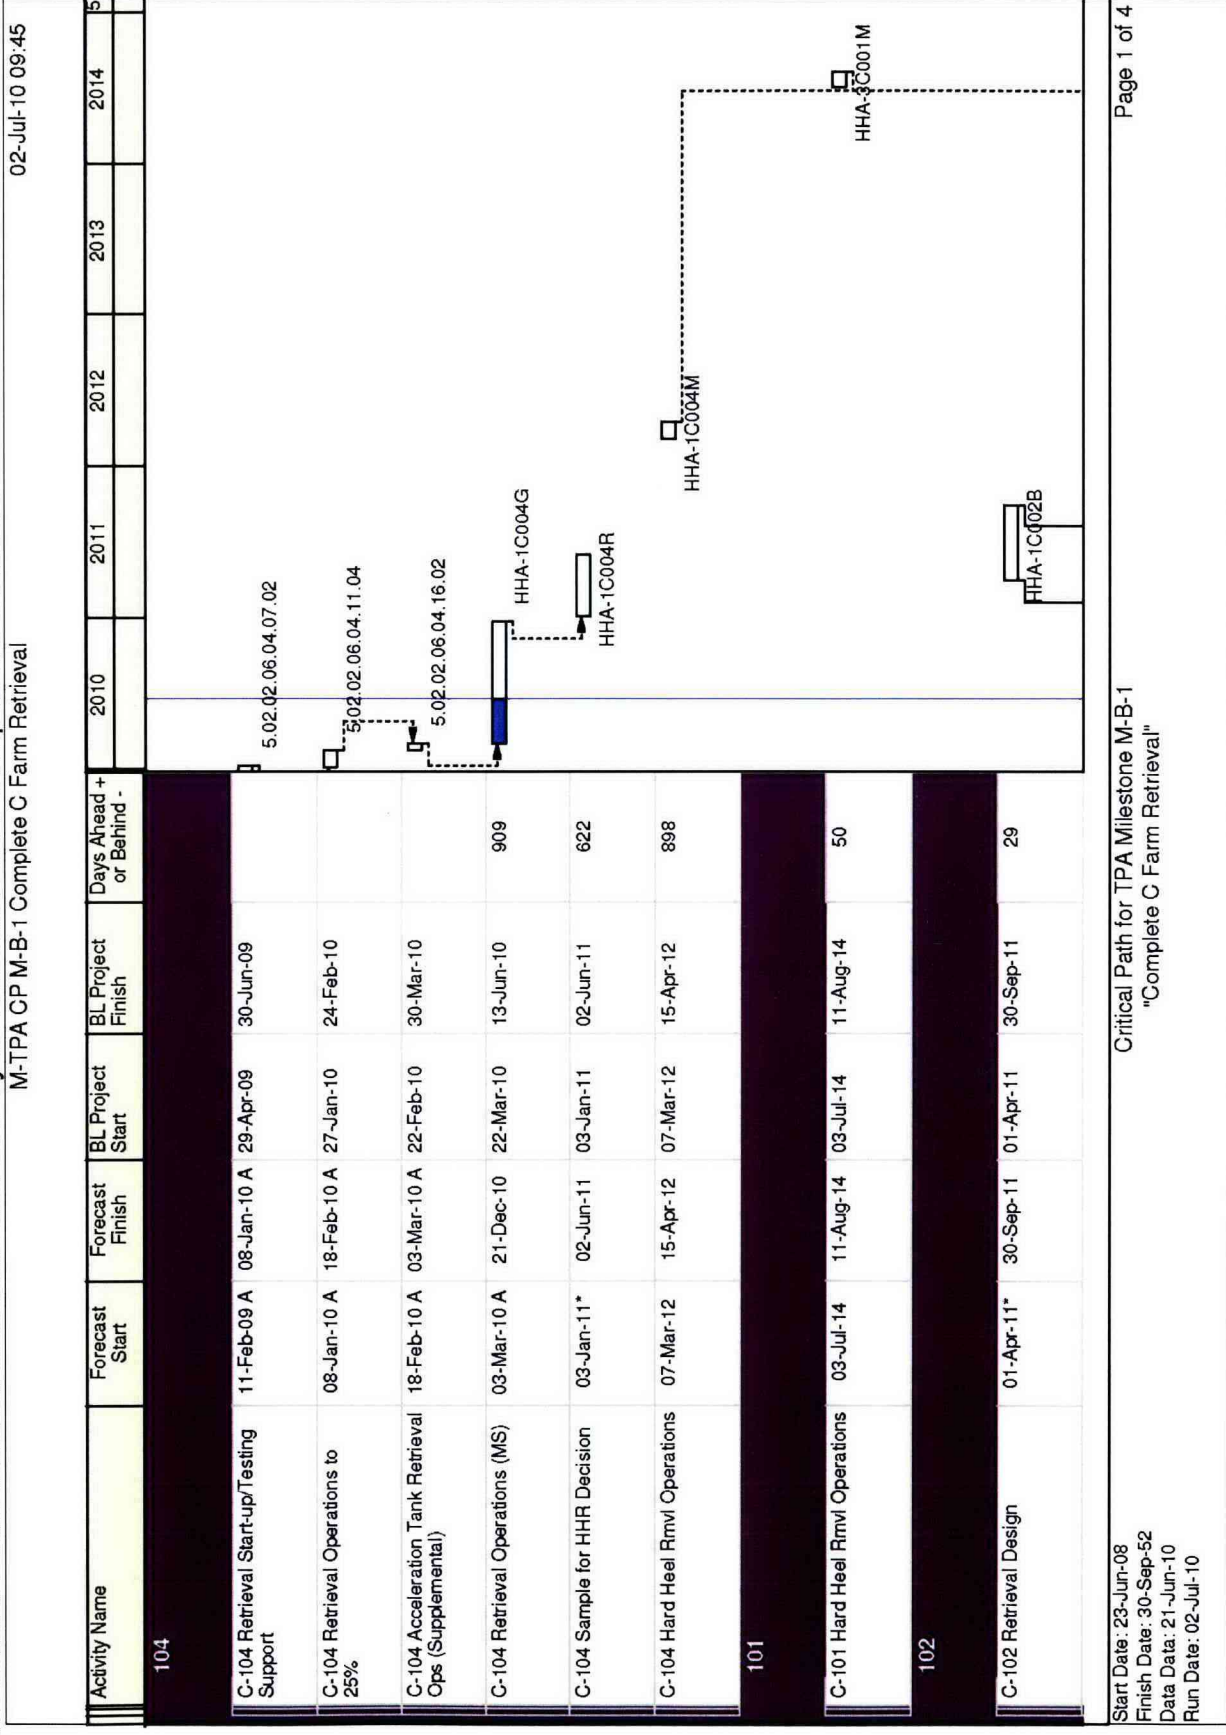 M-TPA CP M-B-1 Complete C Farm Retrieval
02-Jul-10 09:45
Activity Name
Forecast Start
Forecast Finish
BL Project Start
BL Project Finish
Days Ahead + or Behind -
2010
2011
2012
2013
2014
5
104
C-104 Retrieval Start-up/Testing Support
11-Feb-09 A
08-Jan-10 A
29-Apr-09
30-Jun-09
5.02.02.06.04.07.02
C-104 Retrieval Operations to 25%
08-Jan-10 A
18-Feb-10 A
27-Jan-10
24-Feb-10
5.02.02.06.04.11.04
C-104 Acceleration Tank Retrieval Ops (Supplemental)
18-Feb-10 A
03-Mar-10 A
22-Feb-10
30-Mar-10
5.02.02.06.04.16.02
C-104 Retrieval Operations (MS)
03-Mar-10 A
21-Dec-10
22-Mar-10
13-Jun-10
909
HHA-1C004G
C-104 Sample for HHR Decision
03-Jan-11*
02-Jun-11
03-Jan-11
02-Jun-11
622
HHA-1C004R
C-104 Hard Heel Rmvl Operations
07-Mar-12
15-Apr-12
07-Mar-12
15-Apr-12
898
HHA-1C004M
101
C-101 Hard Heel Rmvl Operations
03-Jul-14
11-Aug-14
03-Jul-14
11-Aug-14
50
HHA-3C001M
102
C-102 Retrieval Design
01-Apr-11*
30-Sep-11
01-Apr-11
30-Sep-11
29
HHA-1C002B
Start Date: 23-Jun-08
Finish Date: 30-Sep-52
Data Data: 21-Jun-10
Run Date: 02-Jul-10
Critical Path for TPA Milestone M-B-1
"Complete C Farm Retrieval"
Page 1 of 4